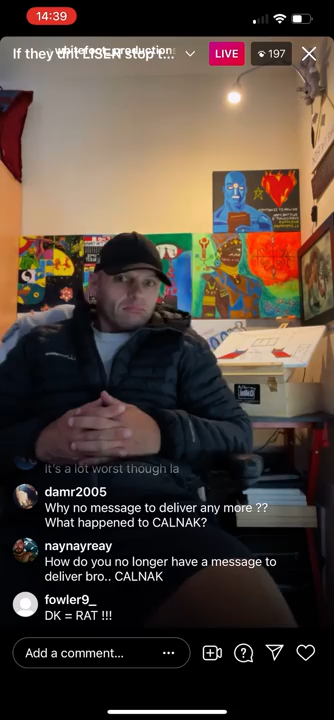 14:39
If they dnt LISEN stop t...
whitefoot_productions
LIVE
197
It's a lot worst though la
damr2005
Why no message to deliver any more ??
What happened to CALNAK?
naynayreay
How do you no longer have a message to
deliver bro.. CALNAK
fowler9_
DK = RAT !!!
Add a comment...